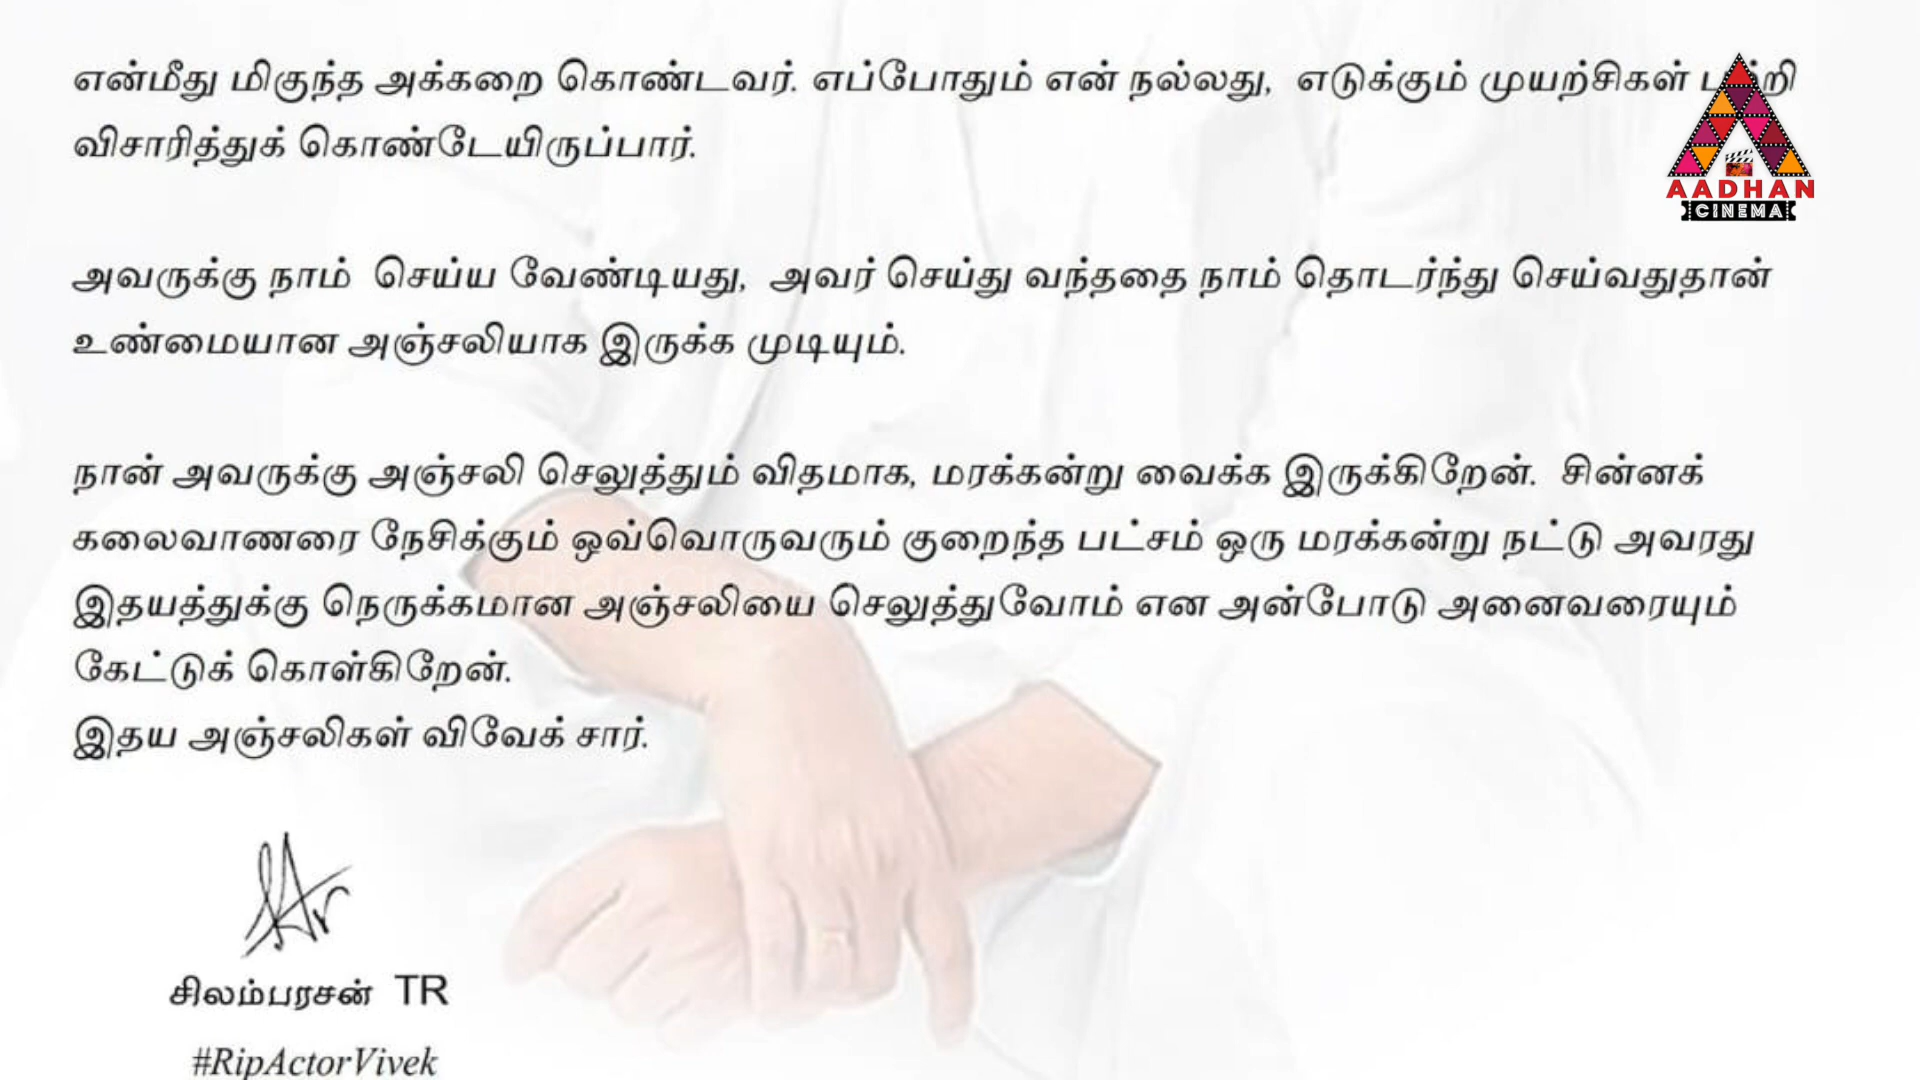 என்மீது மிகுந்த அக்கறை கொண்டவர். எப்போதும் என் நல்லது, எடுக்கும் முயற்சிகள்
விசாரித்துக் கொண்டேயிருப்பார்.
AADHAN
CINEMA
அவருக்கு நாம் செய்ய வேண்டியது, அவர் செய்து வந்ததை நாம் தொடர்ந்து செய்வதுதான்
உண்மையான அஞ்சலியாக இருக்க முடியும்.
நான் அவருக்கு அஞ்சலி செலுத்தும் விதமாக, மரக்கன்று வைக்க இருக்கிறேன். சின்னக்
கலைவாணரை நேசிக்கும் ஒவ்வொருவரும் குறைந்த பட்சம் ஒரு மரக்கன்று நட்டு அவரது
இதயத்துக்கு நெருக்கமான அஞ்சலியை செலுத்துவோம் என அன்போடு அனைவரையும்
கேட்டுக் கொள்கிறேன்.
இதய அஞ்சலிகள் விவேக் சார்.
சிலம்பரசன் TR
#RipActorVivek